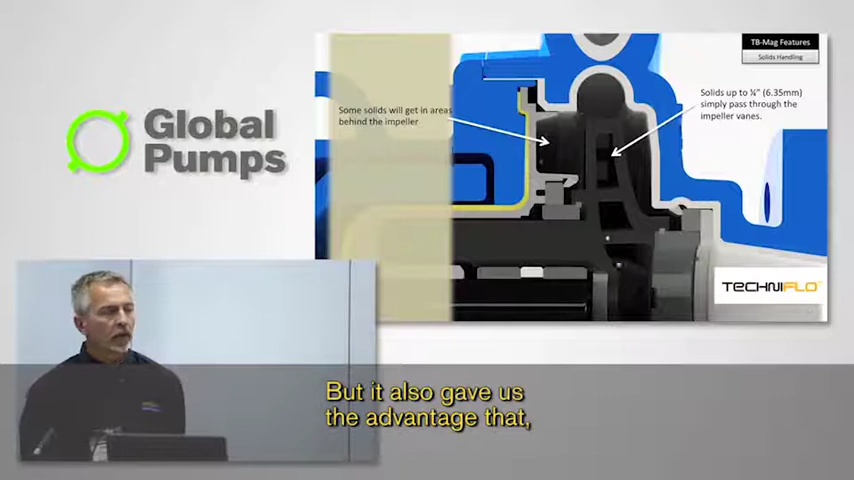 TB-Mag Features
Solids Handling
Global
Pumps
Some solids will get in areas
behind the impeller
Solids up to ¼" (6.35mm)
simply pass through the
impeller vanes.
TECHNIFLO
But it also gave us
the advantage that,